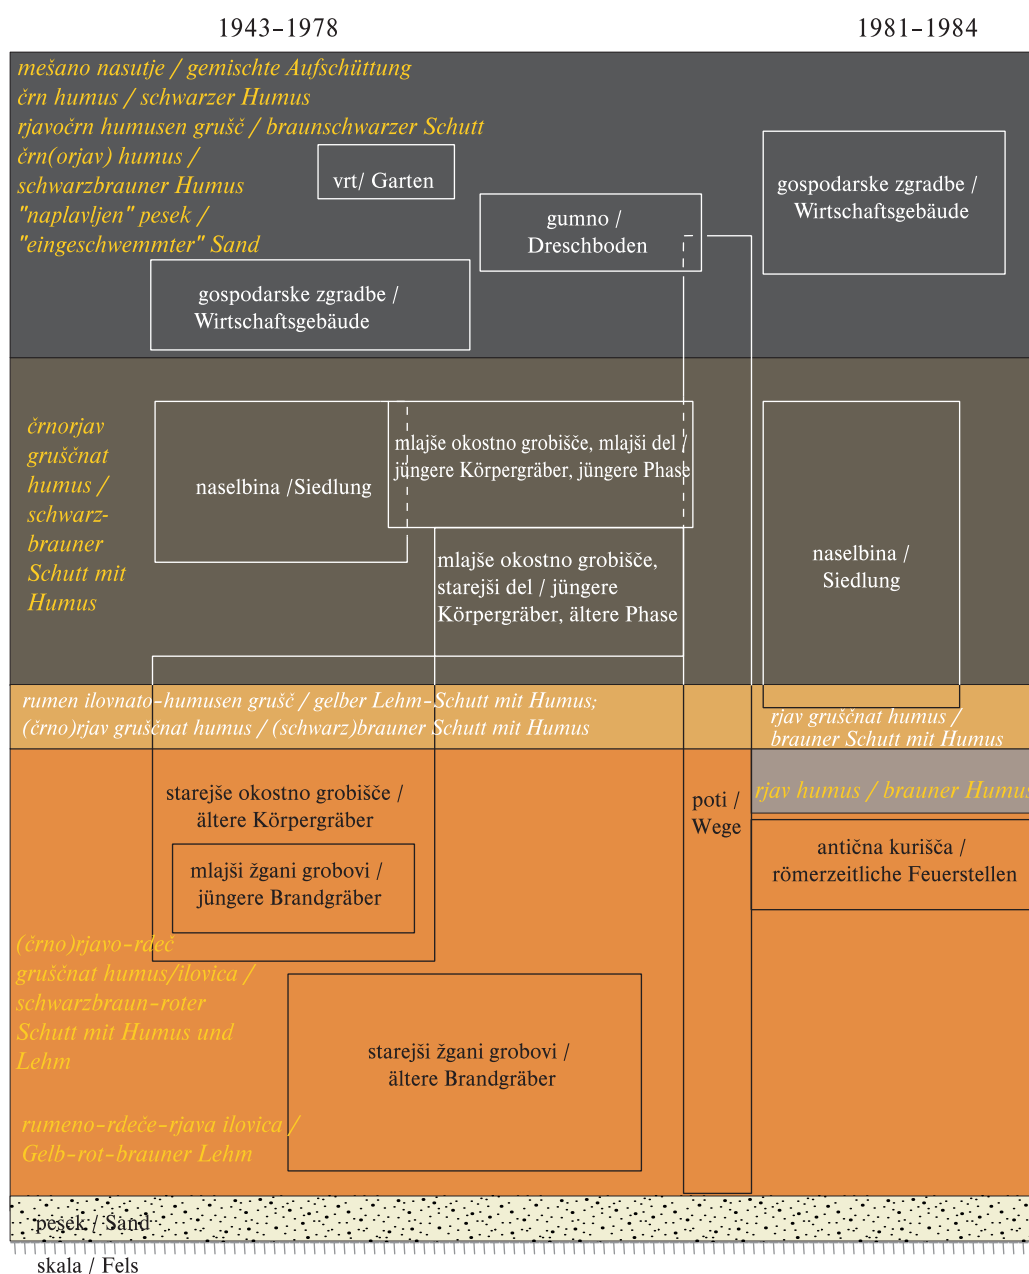 1943-1978
1981-1984
mešano nasutje / gemischte Aufschüttung
črn humus / schwarzer Humus
rjavočrn humusen grušč / braunschwarzer Schutt
črn(orjav) humus /
schwarzbrauner Humus
"naplavljen" pesek /
"eingeschwemmter" Sand
vrt/ Garten
gumno /
Dreschboden
gospodarske zgradbe /
Wirtschaftsgebäude
gospodarske zgradbe /
Wirtschaftsgebäude
črnorjav
gruščnat
humus /
schwarz-
brauner
Schutt mit
Humus
naselbina /Siedlung
mlajše okostno grobišče, mlajši del /
jüngere Körpergräber, jüngere Phase
mlajše okostno grobišče,
starejši del / jüngere
Körpergräber, ältere Phase
naselbina /
Siedlung
rumen ilovnato-humusen grušč / gelber Lehm-Schutt mit Humus;
(črno)rjav gruščnat humus / (schwarz)brauner Schutt mit Humus
rjav gruščnat humus /
brauner Schutt mit Humus
starejše okostno grobišče /
ältere Körpergräber
mlajši žgani grobovi /
jüngere Brandgräber
poti /
Wege
rjav humus / brauner Humus
antična kurišča /
römerzeitliche Feuerstellen
(črno)rjavo-rdeč
gruščnat humus/ilovica /
schwarzbraun-roter
Schutt mit Humus und
Lehm
starejši žgani grobovi /
ältere Brandgräber
rumeno-rdeče-rjava ilovica /
Gelb-rot-brauner Lehm
pesek / Sand
skala / Fels